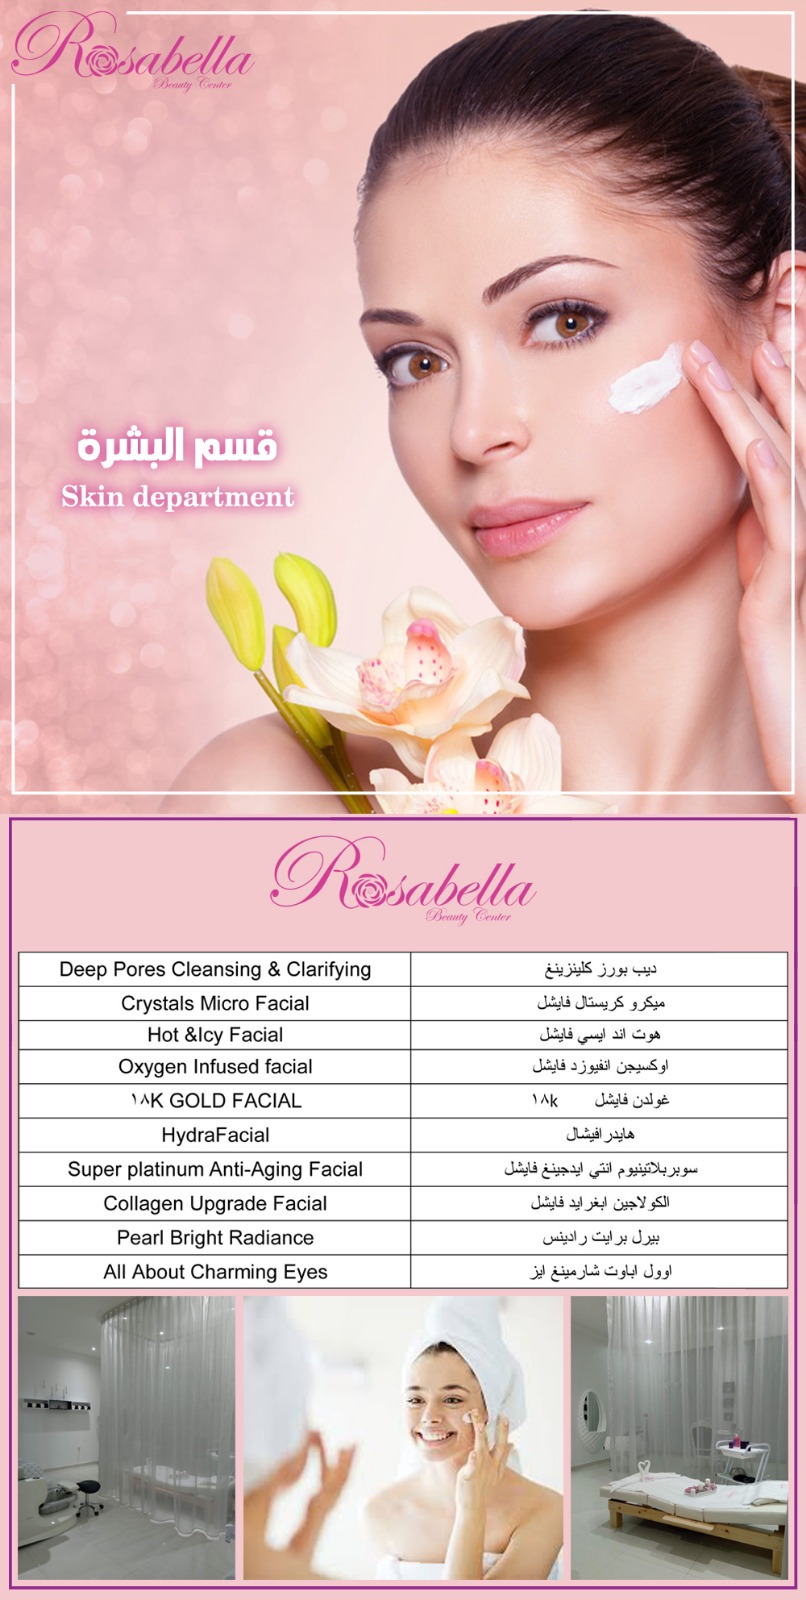 Rosabella
Beauty Center
قسم البشرة
Skin department
Rosabella
Beauty Center
Deep Pores Cleansing & Clarifying ديب بورز كلينزينغ
Crystals Micro Facial ميكرو كريستال فايشل
Hot &Icy Facial هوت اند ايسي فايشل
Oxygen Infused facial اوكسيجن انفيوزد فايشل
١٨K GOLD FACIAL غولدن فايشل ١٨k
HydraFacial هايدرافيشال
Super platinum Anti-Aging Facial سوبربلاتينيوم انتي ايدجينغ فايشل
Collagen Upgrade Facial الكولاجين ابغرايد فايشل
Pearl Bright Radiance بيرل برايت رادينس
All About Charming Eyes اوول اباوت شارمينغ ايز